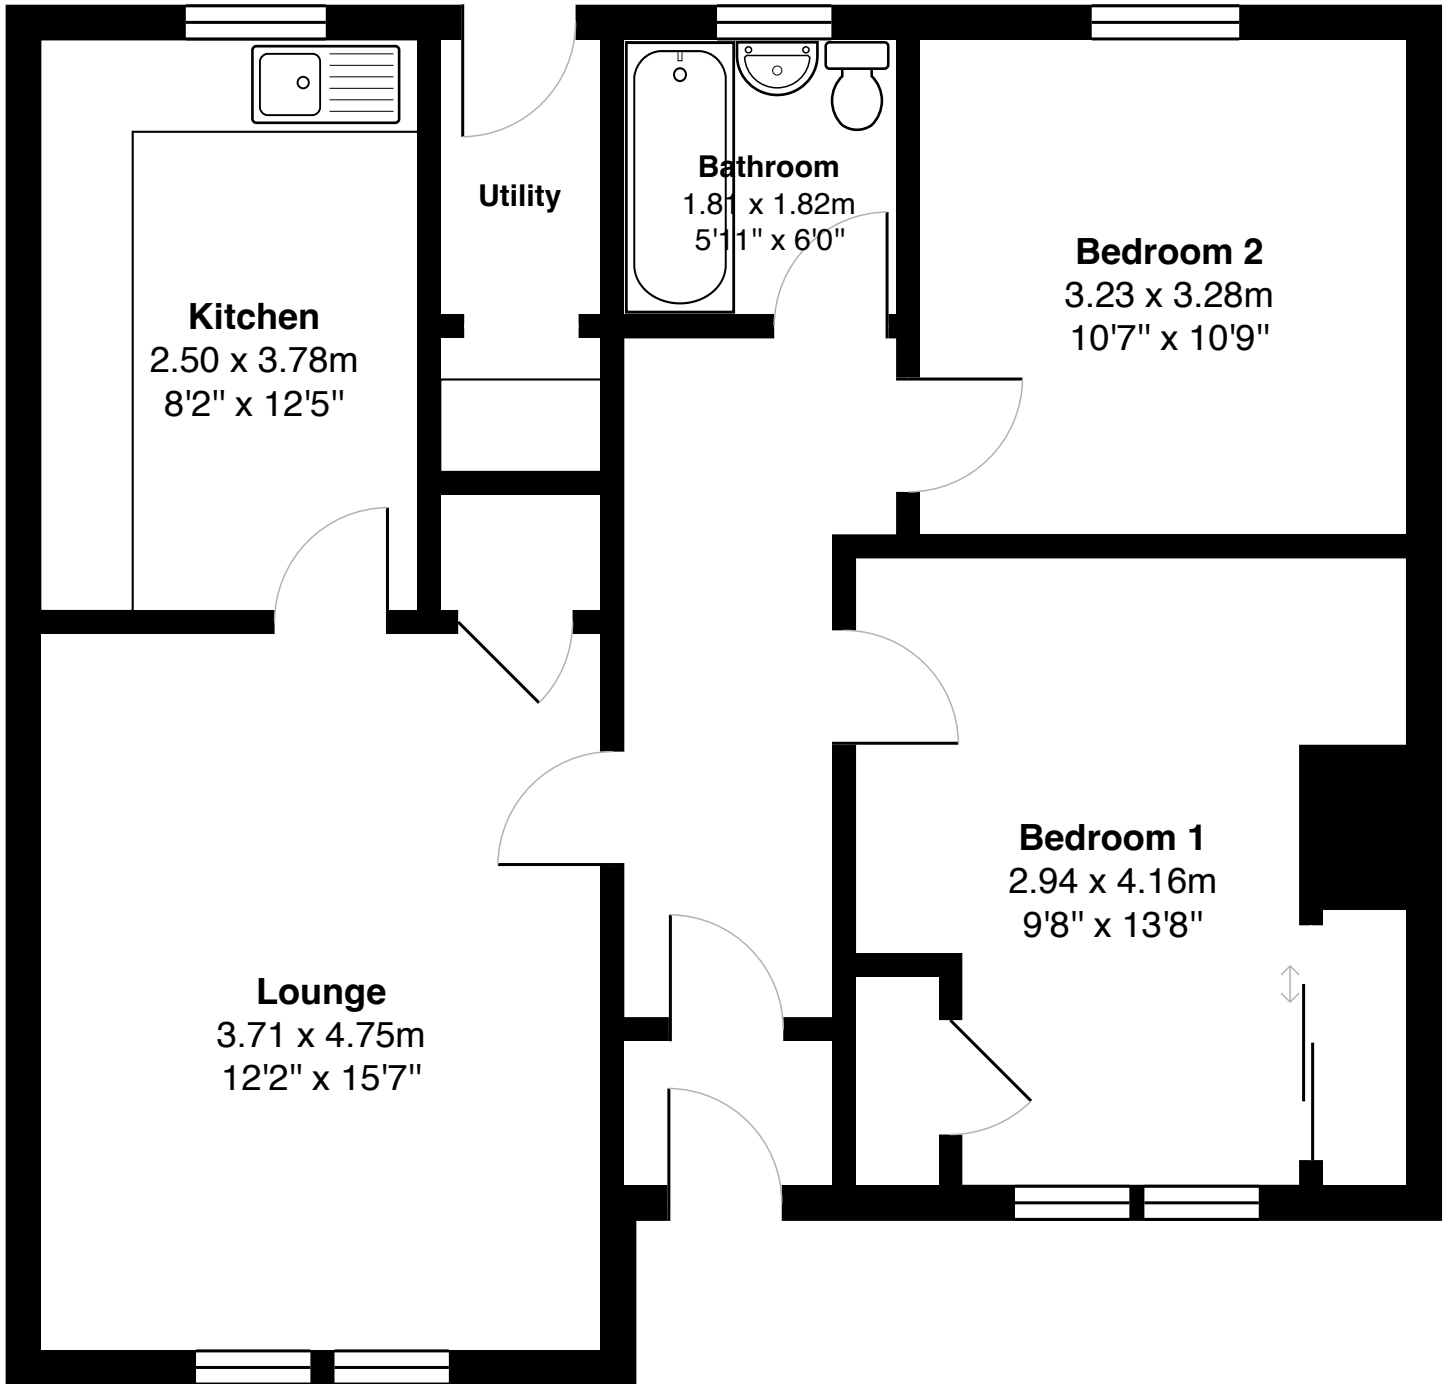 Kitchen
2.50 x 3.78m
8'2" x 12'5"
Utility
Bathroom
1.81 x 1.82m
5'11" x 6'0"
Bedroom 2
3.23 x 3.28m
10'7" x 10'9"
Lounge
3.71 x 4.75m
12'2" x 15'7"
Bedroom 1
2.94 x 4.16m
9'8" x 13'8"